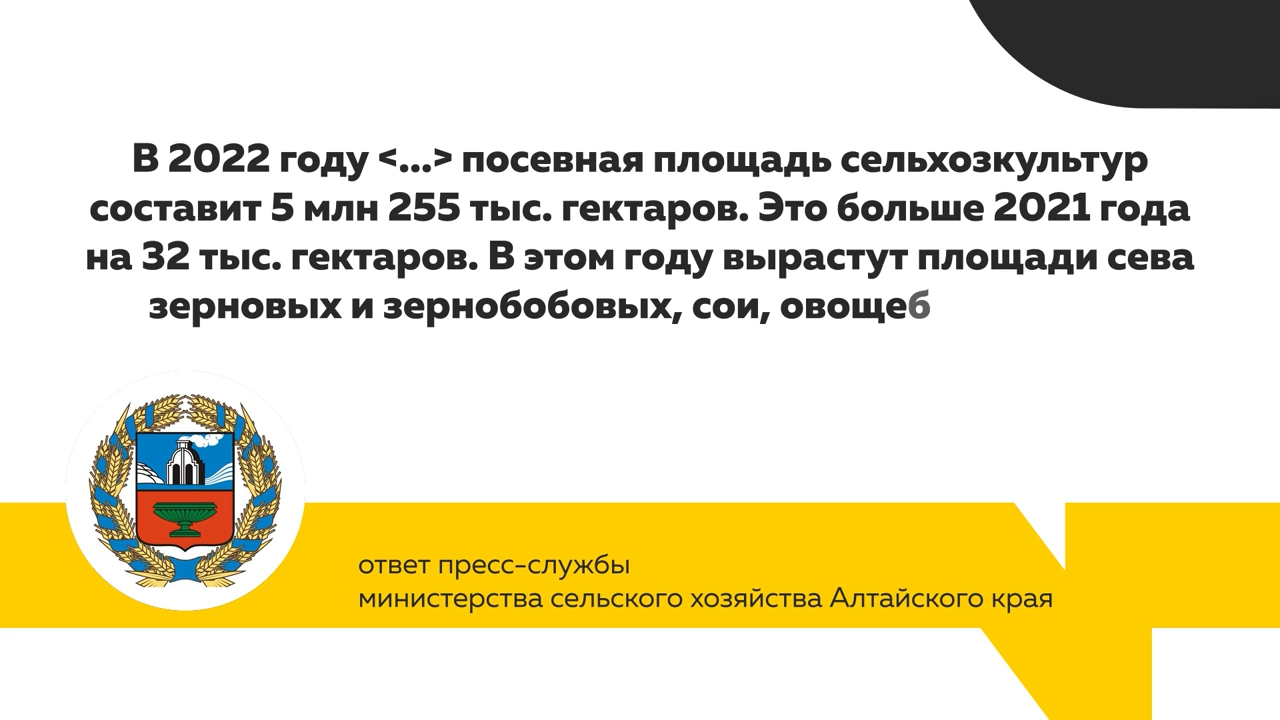 В 2022 году <...> посевная площадь сельхозкультур
составит 5 млн 255 тыс. гектаров. Это больше 2021 года
на 32 тыс. гектаров. В этом году вырастут площади сева
зерновых и зернобобовых, сои, овощеб
ответ пресс-службы
министерства сельского хозяйства Алтайского края